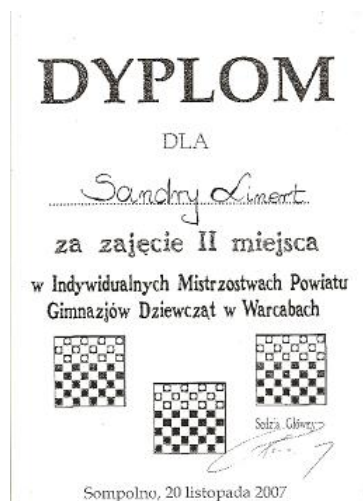 DYPLOM
DLA
Sandry Linert
za zajęcie II miejsca
w Indywidualnych Mistrzostwach Powiatu
Gimnazjów Dziewcząt w Warcabach
Sędzia Główny
Sompolno, 20 listopada 2007